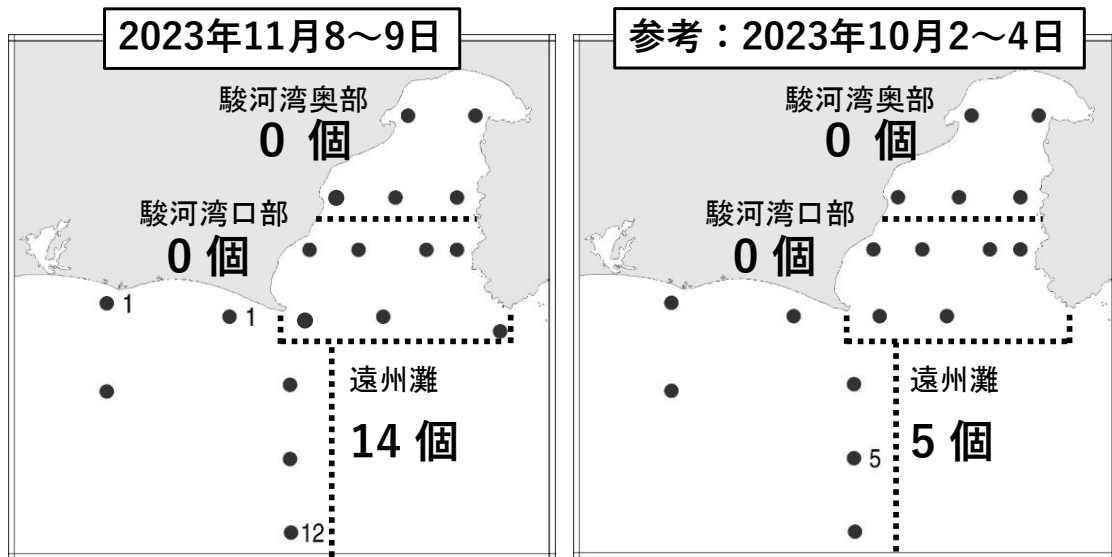 2023年11月8～9日
駿河湾奥部
0 個
駿河湾口部
0 個
1
1
遠州灘
14 個
12
参考：2023年10月2～4日
駿河湾奥部
0 個
駿河湾口部
0 個
遠州灘
5 個
5